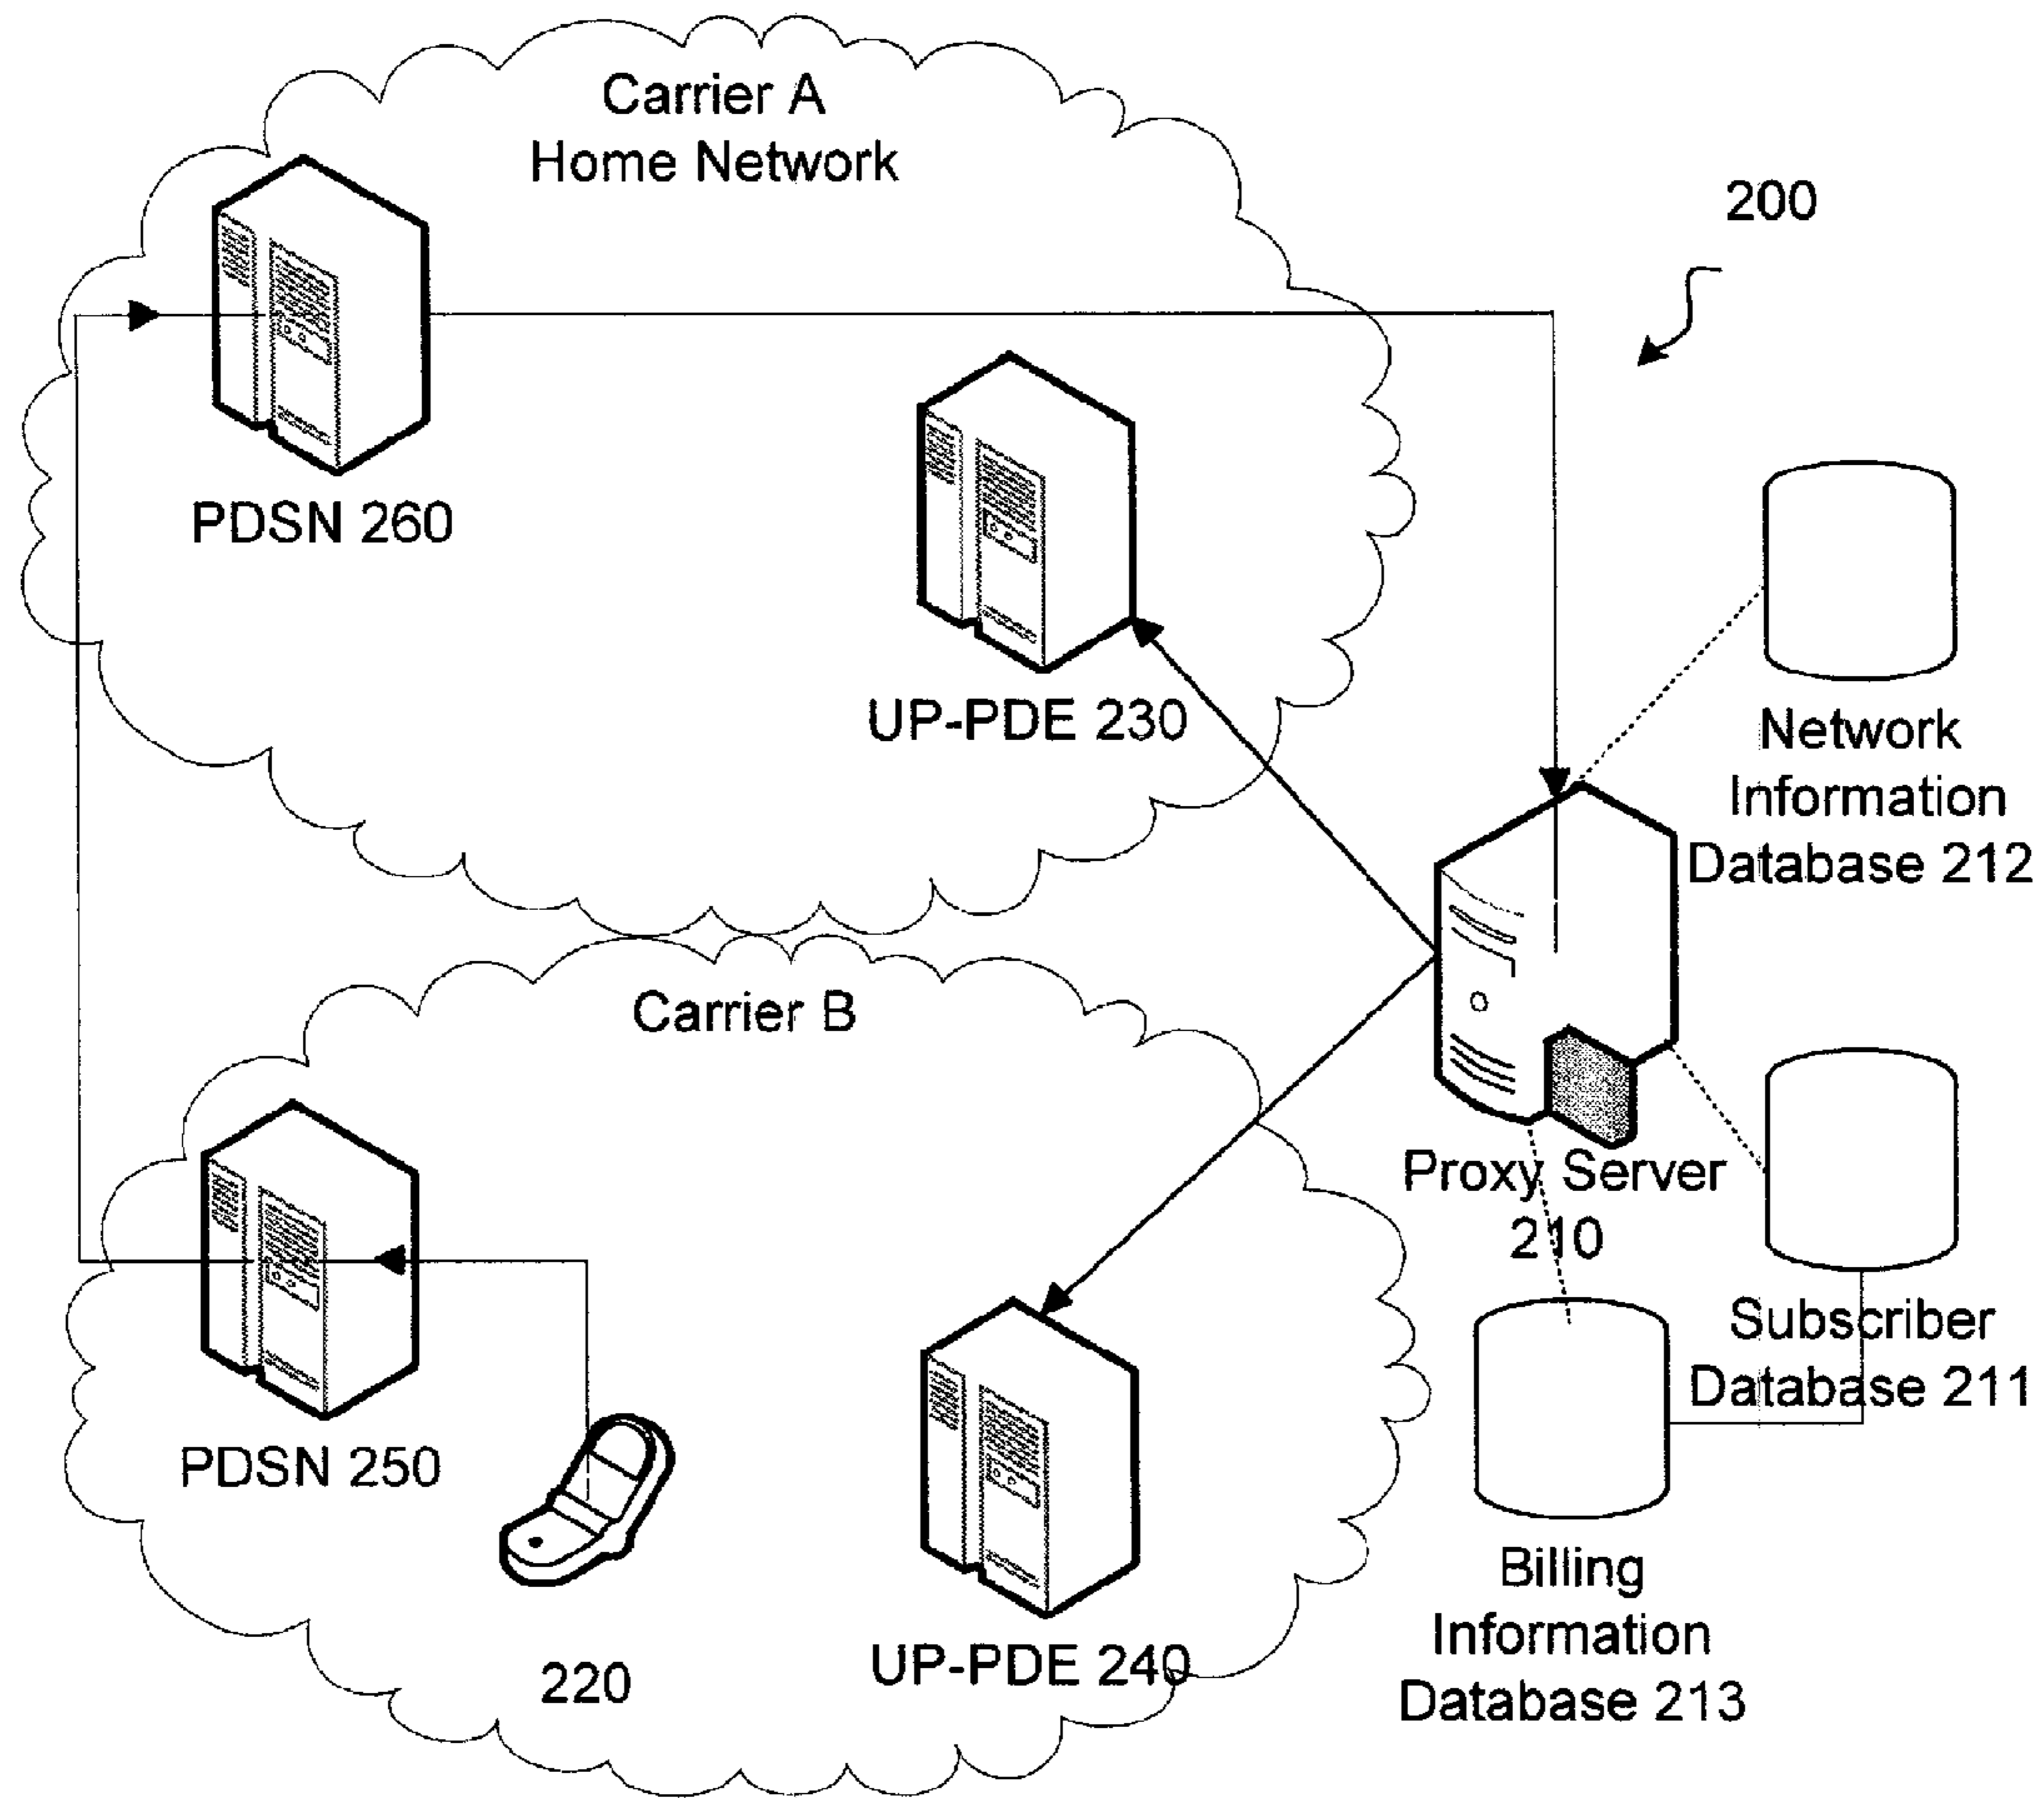 Carrier A
Home Network
200
PDSN 260
UP-PDE 230
Network
Information
Database 212
Carrier B
Proxy Server
210
Subscriber
Database 211
PDSN 250
Billing
Information
Database 213
220
UP-PDE 240